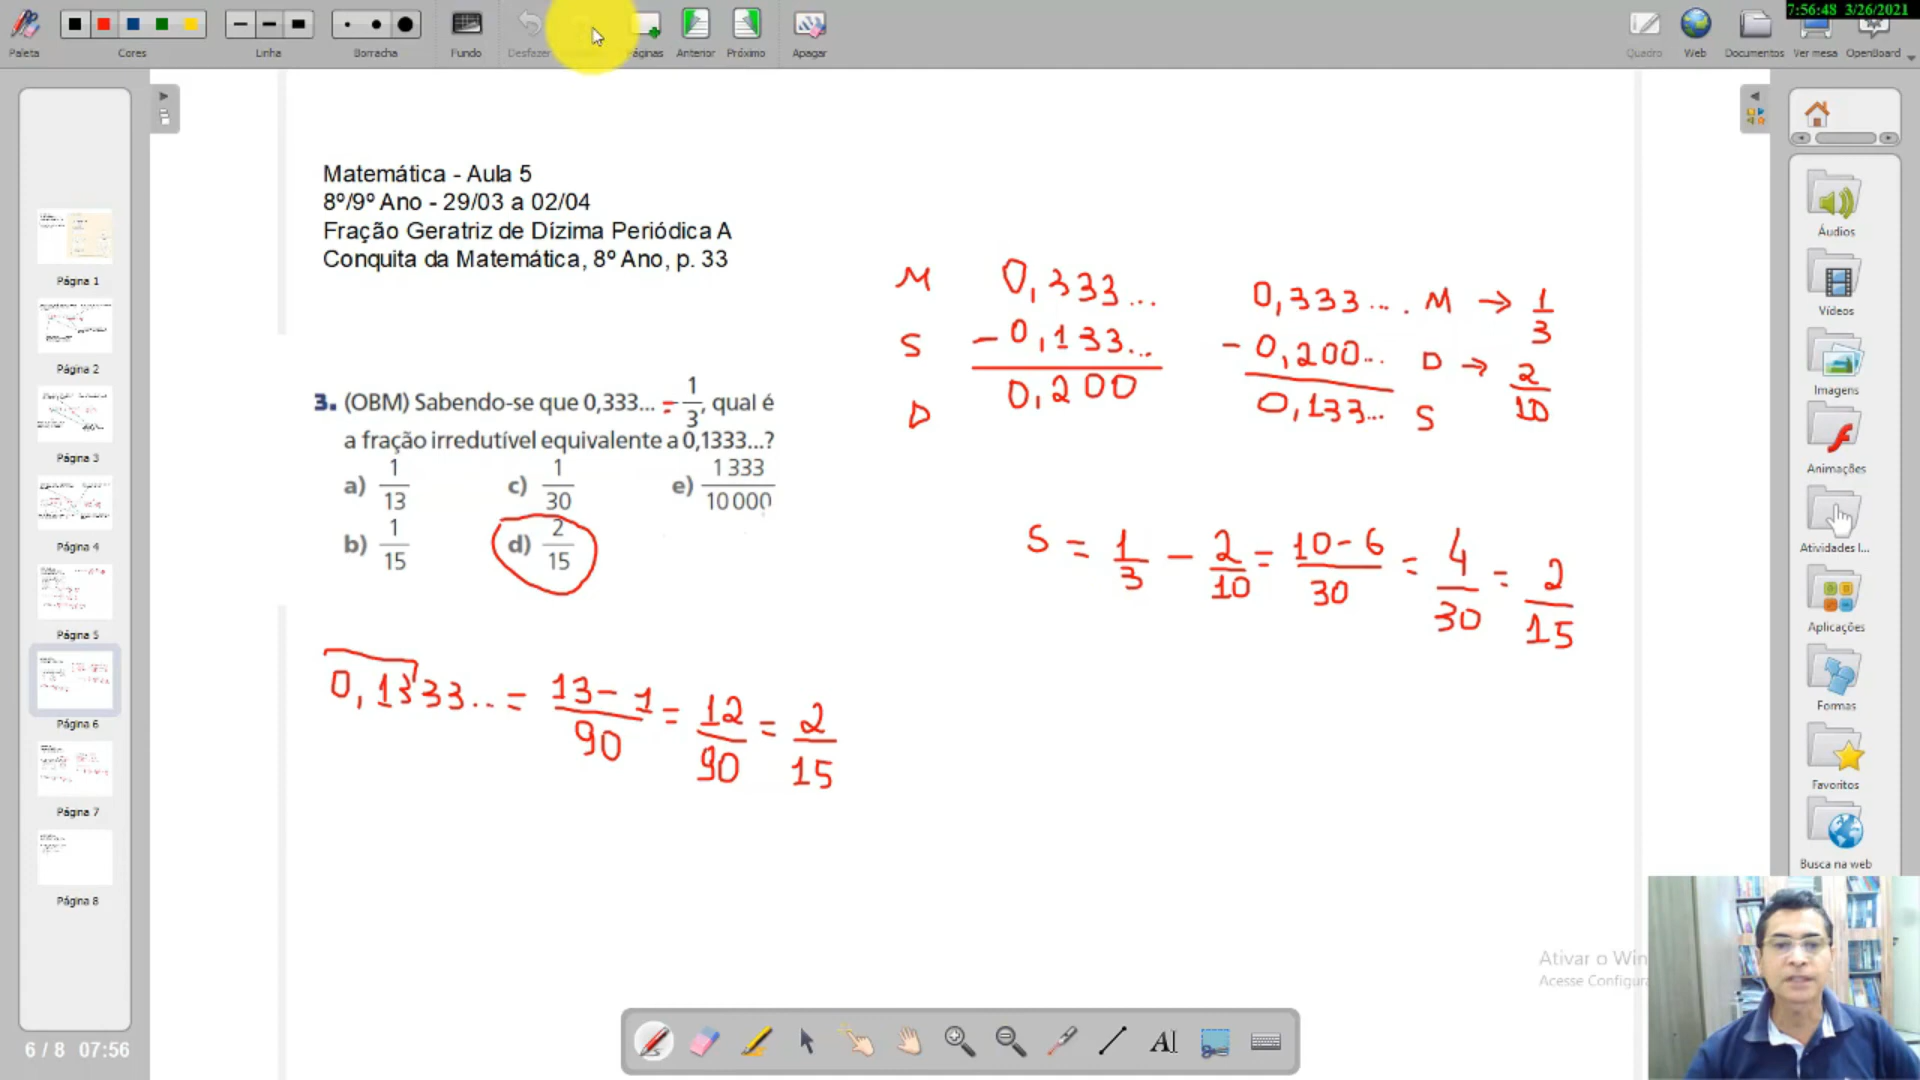 7:56:48 3/26/2021
Paleta
Cores
Linha
Borracha
Fundo
Desfazer
Páginas
Anterior
Próximo
Apagar
Quadro
Web
Documentos
Ver mesa
OpenBoard
Página 1
Página 2
Página 3
Página 4
Página 5
Página 6
Página 7
Página 8
6 / 8 07:56
Matemática - Aula 5
8º/9º Ano - 29/03 a 02/04
Fração Geratriz de Dízima Periódica A
Conquita da Matemática, 8º Ano, p. 33
3. (OBM) Sabendo-se que 0,333... = 1/3, qual é
a fração irredutível equivalente a 0,1333...?
a) 1/13
c) 1/30
e) 1 333/10 000
b) 1/15
d) 2/15
0,1333... = 13-1/90 = 12/90 = 2/15
M 0,333...
S - 0,133...
D 0,200
0,333... . M → 1/3
- 0,200... D → 2/10
0,133... S
S = 1/3 - 2/10 = 10-6/30 = 4/30 = 2/15
Áudios
Vídeos
Imagens
Animações
Atividades I...
Aplicações
Formas
Favoritos
Busca na web
Ativar o Win
Acesse Configura